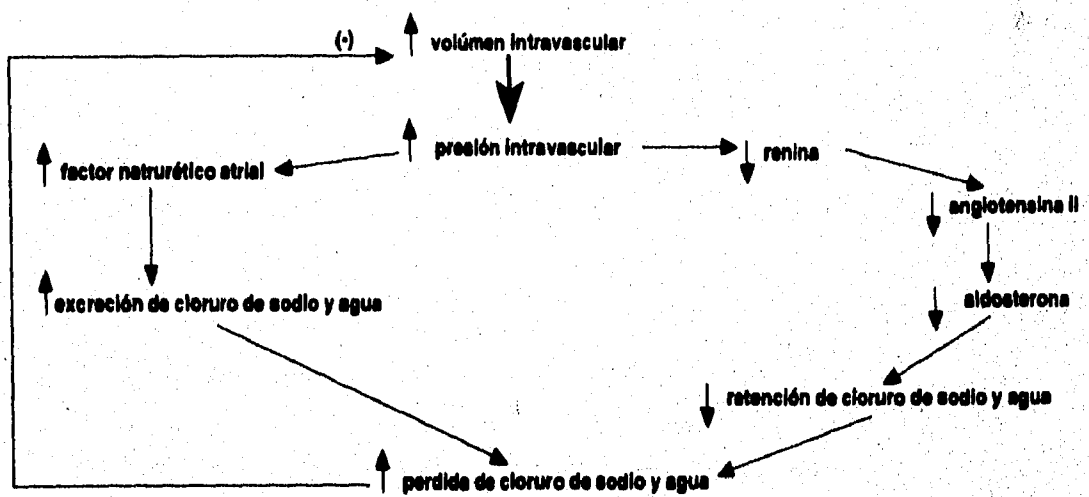 (-)
volúmen intravascular
presión intravascular
renina
factor natrurético atrial
angiotensina II
excreción de cloruro de sodio y agua
aldosterona
retención de cloruro de sodio y agua
perdida de cloruro de sodio y agua